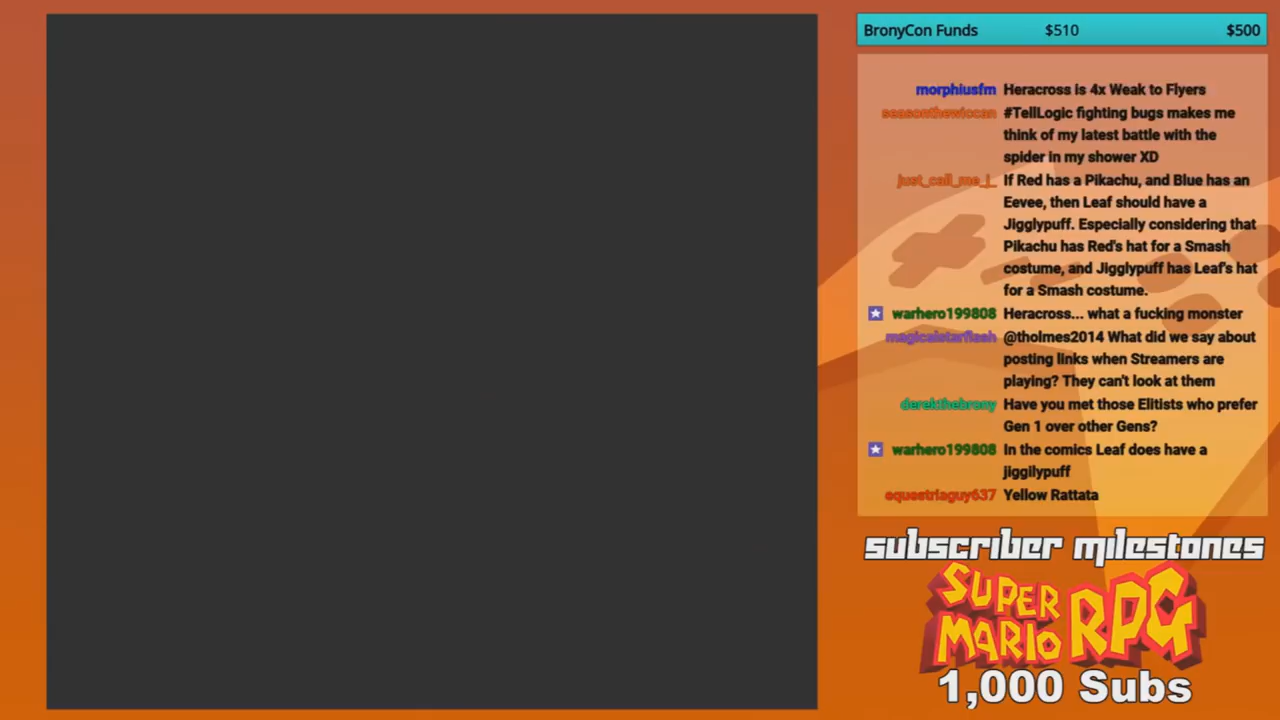 BronyCon Funds $510 $500
morphiusfm Heracross is 4x Weak to Flyers
seasonthewiccan #TellLogic fighting bugs makes me
think of my latest battle with the
spider in my shower XD
just_call_me_j_ If Red has a Pikachu, and Blue has an
Eevee, then Leaf should have a
Jigglypuff. Especially considering that
Pikachu has Red's hat for a Smash
costume, and Jigglypuff has Leaf's hat
for a Smash costume.
warhero199808 Heracross... what a fucking monster
magicalstarflash @tholmes2014 What did we say about
posting links when Streamers are
playing? They can't look at them
derekthebrony Have you met those Elitists who prefer
Gen 1 over other Gens?
warhero199808 In the comics Leaf does have a
jiggilypuff
equestriaguy637 Yellow Rattata
subscriber milestones
SUPER
MARIO RPG
1,000 Subs